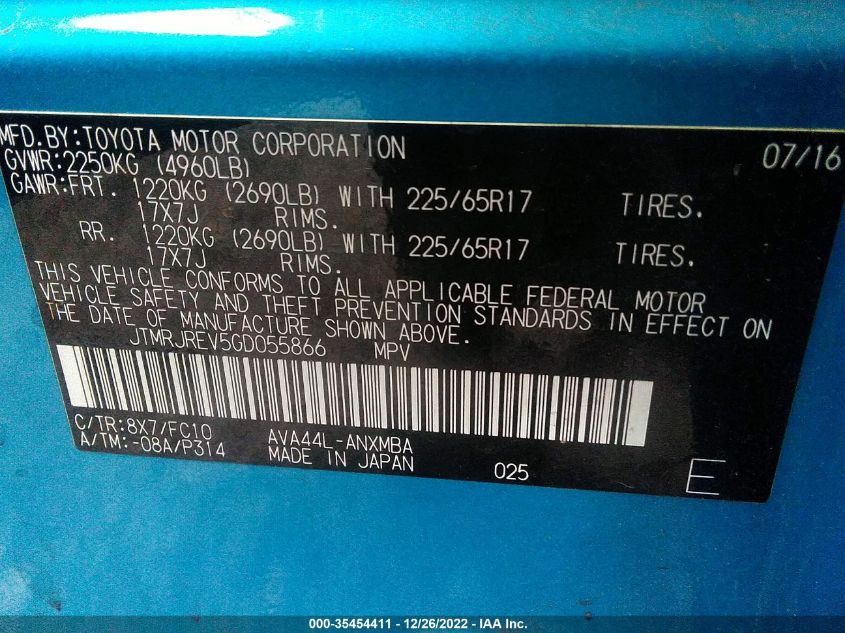 MFD.BY:TOYOTA MOTOR CORPORATION 07/16
GVWR:2250KG (4960LB)
GAWR:FRT. 1220KG (2690LB) WITH 225/65R17 TIRES.
17X7J RIMS.
RR. 1220KG (2690LB) WITH 225/65R17 TIRES.
17X7J RIMS.
THIS VEHICLE CONFORMS TO ALL APPLICABLE FEDERAL MOTOR
VEHICLE SAFETY AND THEFT PREVENTION STANDARDS IN EFFECT ON
THE DATE OF MANUFACTURE SHOWN ABOVE.
JTMRJREV5GD055866 MPV
C/TR:8X7/FC10 AVA44L-ANXMBA
A/TM:-08A/P314 MADE IN JAPAN 025 E
000-35454411 - 12/26/2022 - IAA Inc.